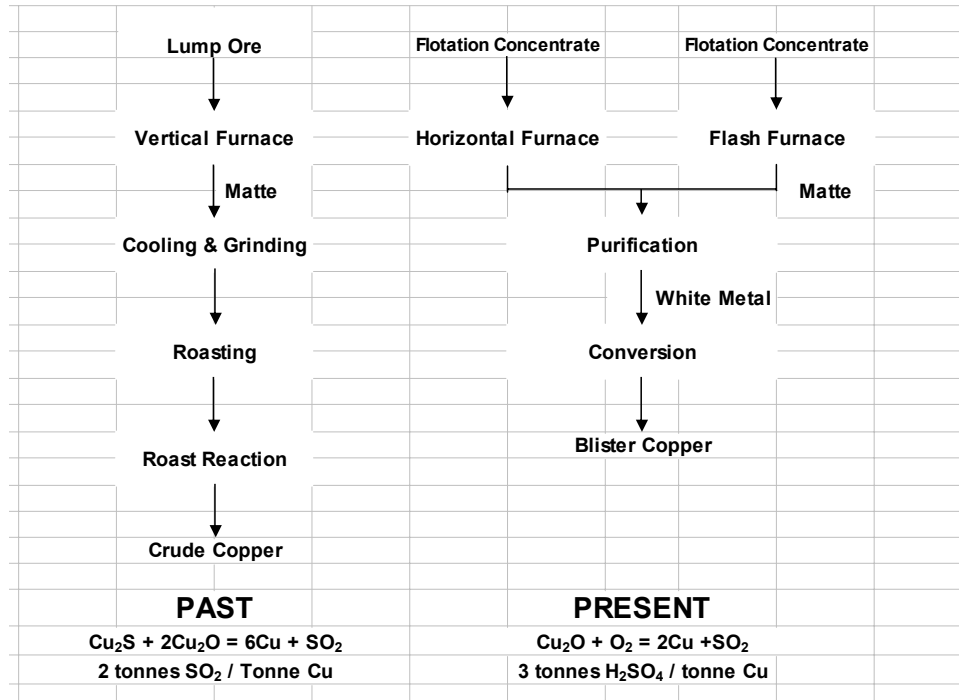 Lump Ore
Vertical Furnace
Matte
Cooling & Grinding
Roasting
Roast Reaction
Crude Copper
PAST
Cu₂S + 2Cu₂O = 6Cu + SO₂
2 tonnes SO₂ / Tonne Cu
Flotation Concentrate
Flotation Concentrate
Horizontal Furnace
Flash Furnace
Matte
Purification
White Metal
Conversion
Blister Copper
PRESENT
Cu₂O + O₂ = 2Cu +SO₂
3 tonnes H₂SO₄ / tonne Cu